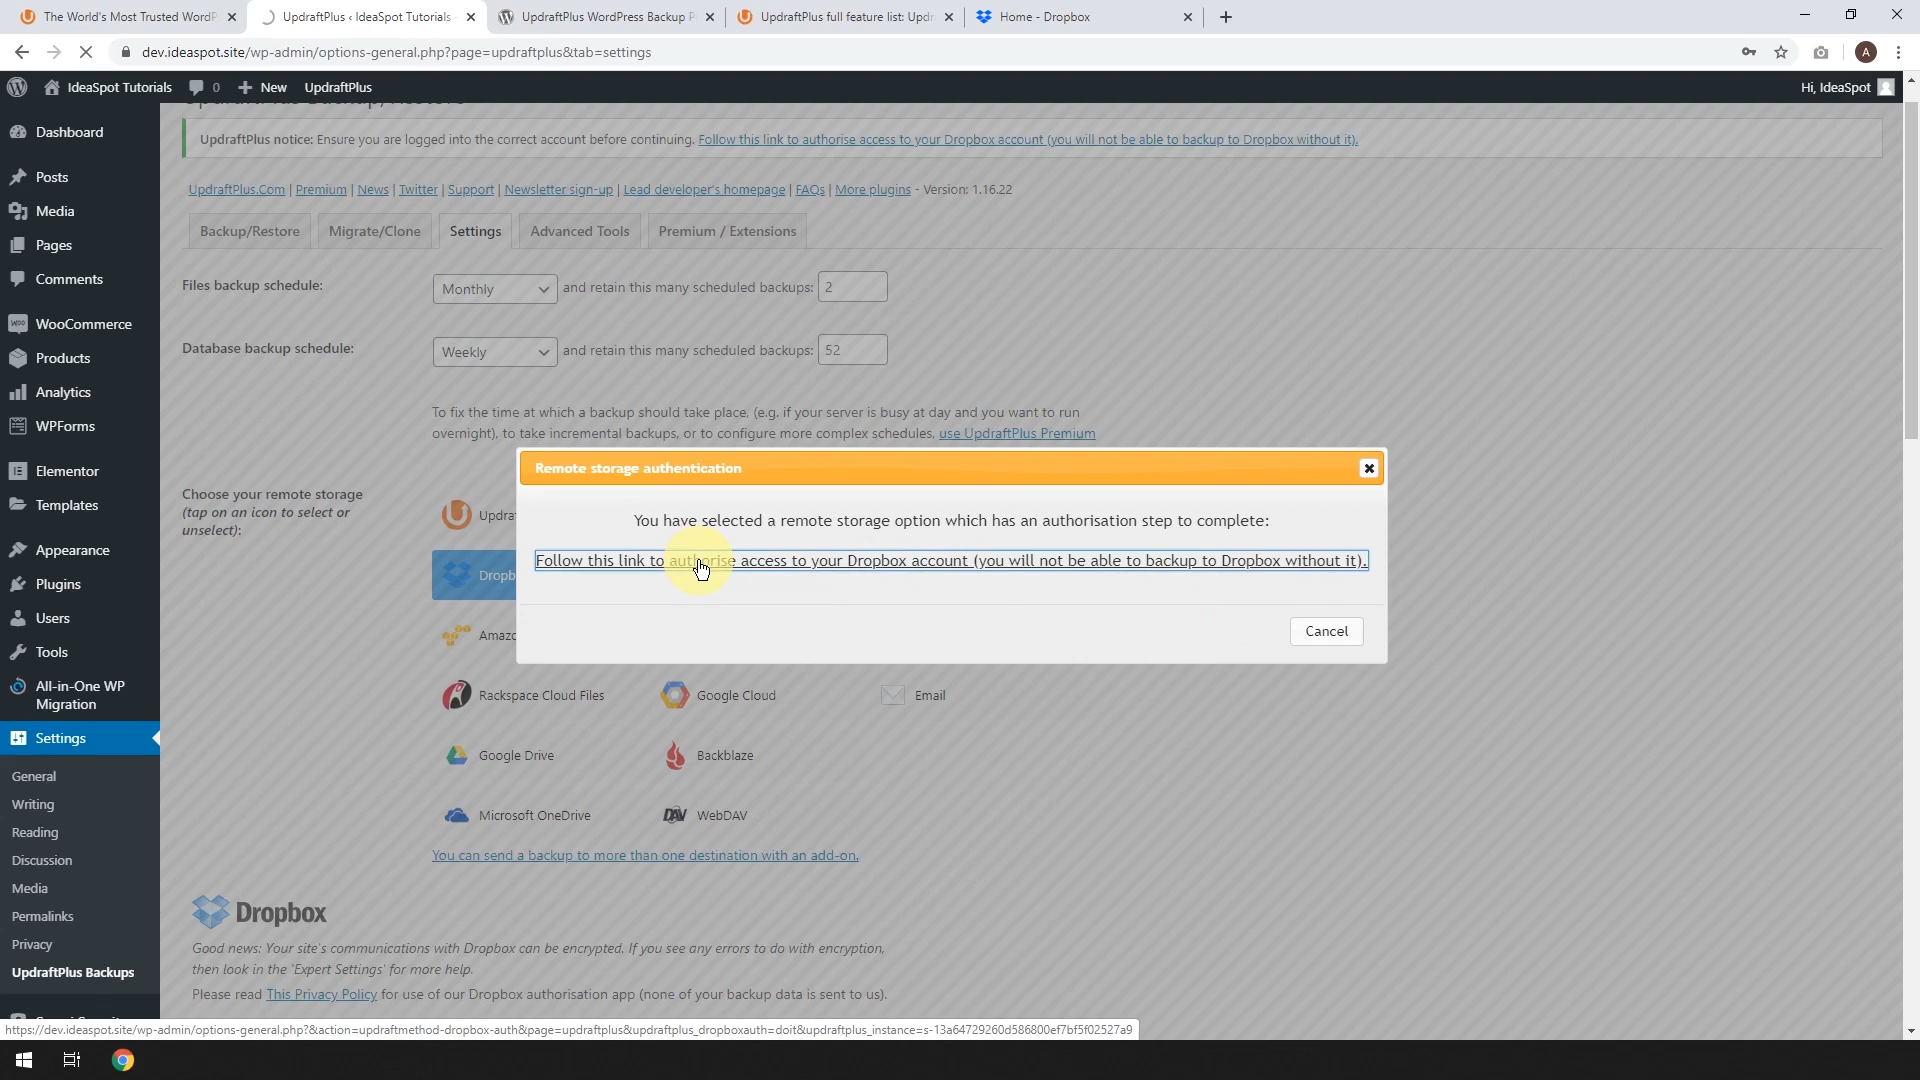 The World's Most Trusted WordP
UpdraftPlus ‹ IdeaSpot Tutorials
UpdraftPlus WordPress Backup P
UpdraftPlus full feature list: Updr
Home - Dropbox
dev.ideaspot.site/wp-admin/options-general.php?page=updraftplus&tab=settings
A
IdeaSpot Tutorials
0
New
UpdraftPlus
Hi, IdeaSpot
Dashboard
Posts
Media
Pages
Comments
WooCommerce
Products
Analytics
WPForms
Elementor
Templates
Appearance
Plugins
Users
Tools
All-in-One WP
Migration
Settings
General
Writing
Reading
Discussion
Media
Permalinks
Privacy
UpdraftPlus Backups
UpdraftPlus notice: Ensure you are logged into the correct account before continuing. Follow this link to authorise access to your Dropbox account (you will not be able to backup to Dropbox without it).
UpdraftPlus.Com | Premium | News | Twitter | Support | Newsletter sign-up | Lead developer's homepage | FAQs | More plugins - Version: 1.16.22
Backup/Restore
Migrate/Clone
Settings
Advanced Tools
Premium / Extensions
Files backup schedule:
Monthly
and retain this many scheduled backups:
2
Database backup schedule:
Weekly
and retain this many scheduled backups:
52
To fix the time at which a backup should take place, (e.g. if your server is busy at day and you want to run
overnight), to take incremental backups, or to configure more complex schedules, use UpdraftPlus Premium
Choose your remote storage
(tap on an icon to select or
unselect):
Updra
Dropb
Amazo
Remote storage authentication
You have selected a remote storage option which has an authorisation step to complete:
Follow this link to authorise access to your Dropbox account (you will not be able to backup to Dropbox without it).
Cancel
Rackspace Cloud Files
Google Cloud
Email
Google Drive
Backblaze
Microsoft OneDrive
DAV
WebDAV
You can send a backup to more than one destination with an add-on.
Dropbox
Good news: Your site's communications with Dropbox can be encrypted. If you see any errors to do with encryption,
then look in the 'Expert Settings' for more help.
Please read This Privacy Policy for use of our Dropbox authorisation app (none of your backup data is sent to us).
https://dev.ideaspot.site/wp-admin/options-general.php?&action=updraftmethod-dropbox-auth&page=updraftplus&updraftplus_dropboxauth=doit&updraftplus_instance=s-13a64729260d586800ef7bf5f02527a9